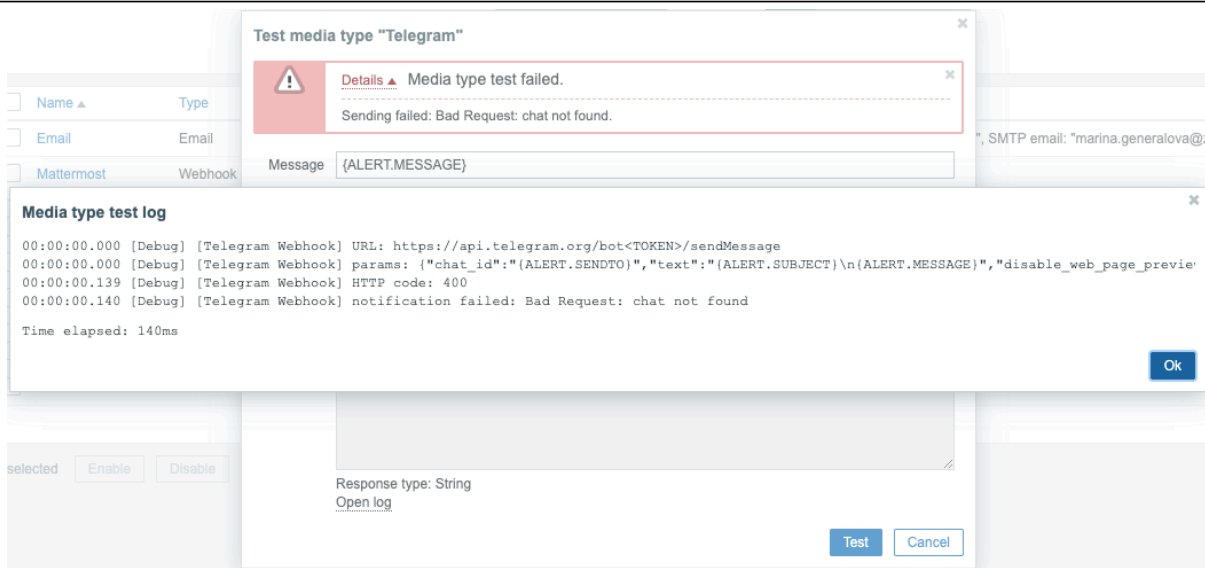 Test media type "Telegram"
Details ▲ Media type test failed.
Sending failed: Bad Request: chat not found.
Name ▲ Type
Email Email ", SMTP email: "marina.generalova@
Mattermost Webhook
Message {ALERT.MESSAGE}
Media type test log
00:00:00.000 [Debug] [Telegram Webhook] URL: https://api.telegram.org/bot<TOKEN>/sendMessage
00:00:00.000 [Debug] [Telegram Webhook] params: {"chat_id":"{ALERT.SENDTO}","text":"{ALERT.SUBJECT}\n{ALERT.MESSAGE}","disable_web_page_preview
00:00:00.139 [Debug] [Telegram Webhook] HTTP code: 400
00:00:00.140 [Debug] [Telegram Webhook] notification failed: Bad Request: chat not found
Time elapsed: 140ms
Ok
selected Enable Disable
Response type: String
Open log
Test Cancel